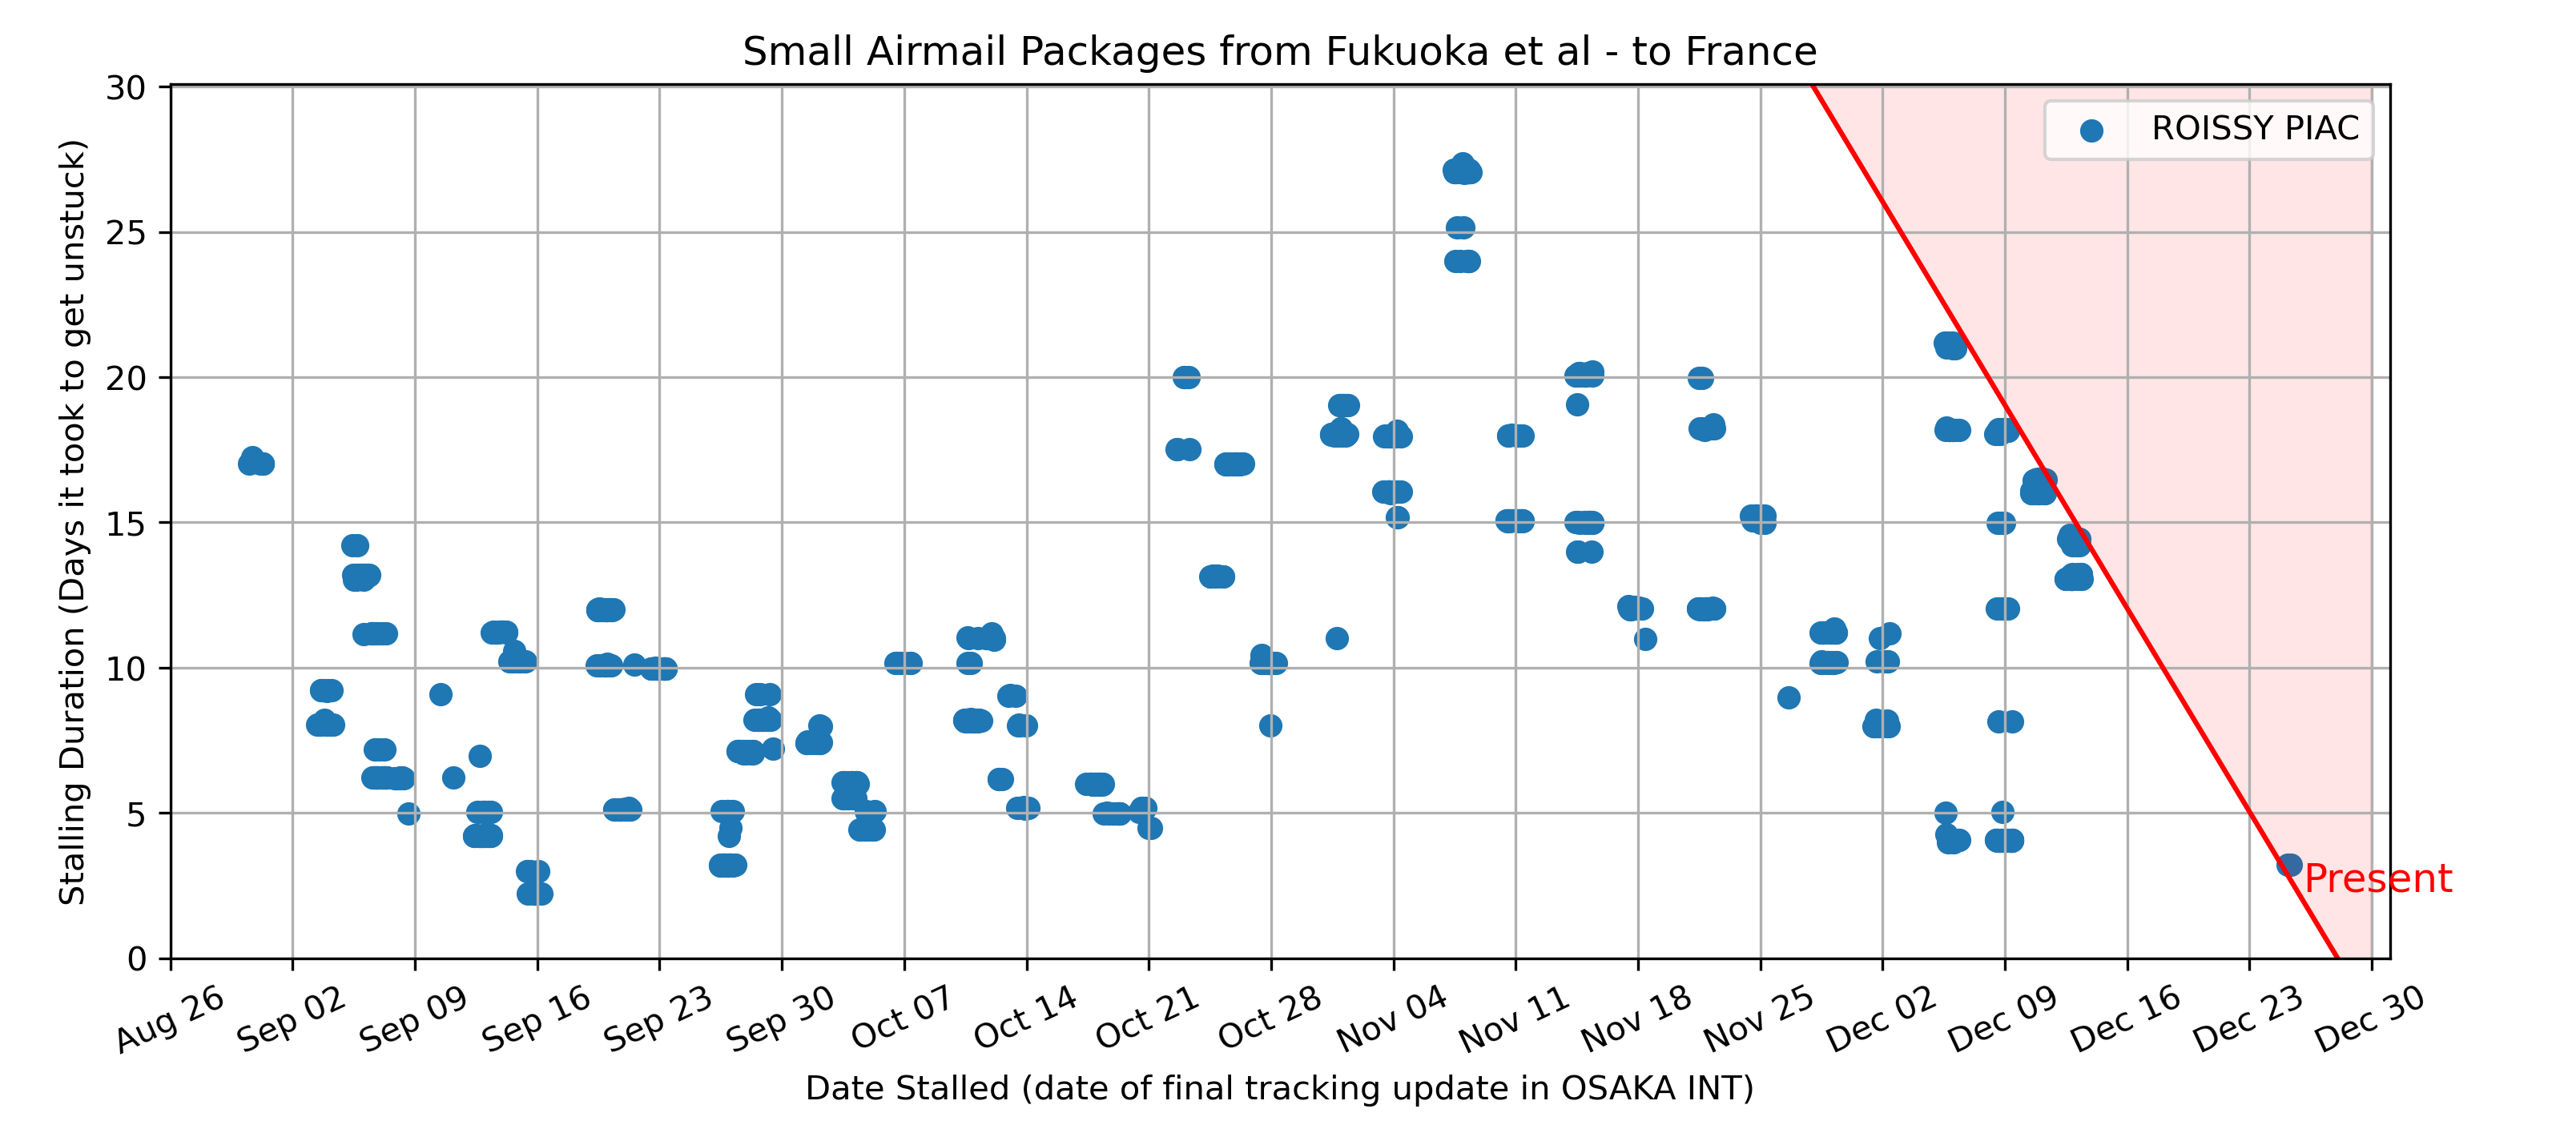 Small Airmail Packages from Fukuoka et al - to France
30
25
20
15
10
5
0
Stalling Duration (Days it took to get unstuck)
ROISSY PIAC
Present
Aug 26
Sep 02
Sep 09
Sep 16
Sep 23
Sep 30
Oct 07
Oct 14
Oct 21
Oct 28
Nov 04
Nov 11
Nov 18
Nov 25
Dec 02
Dec 09
Dec 16
Dec 23
Dec 30
Date Stalled (date of final tracking update in OSAKA INT)